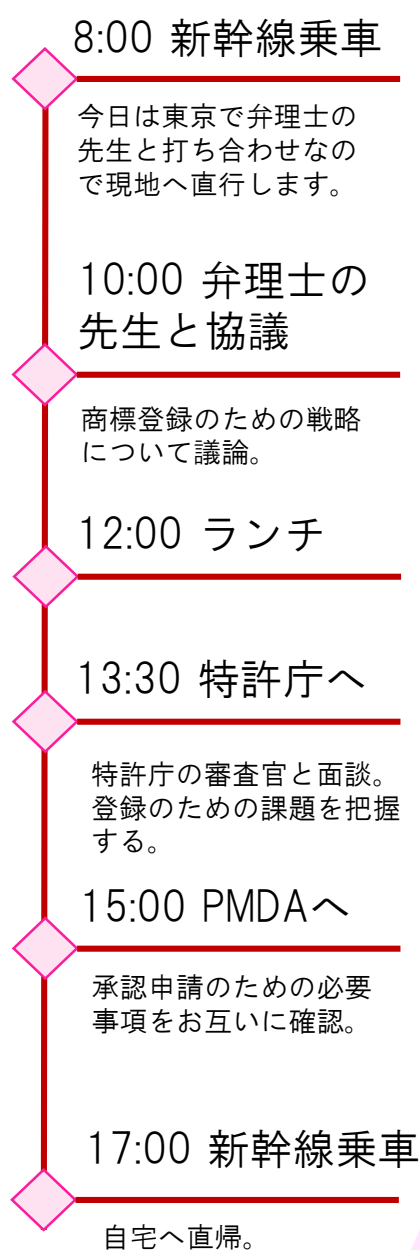 8:00 新幹線乗車
今日は東京で弁理士の
先生と打ち合わせなの
で現地へ直行します。
10:00 弁理士の
先生と協議
商標登録のための戦略
について議論。
12:00 ランチ
13:30 特許庁へ
特許庁の審査官と面談。
登録のための課題を把握
する。
15:00 PMDAへ
承認申請のための必要
事項をお互いに確認。
17:00 新幹線乗車
自宅へ直帰。